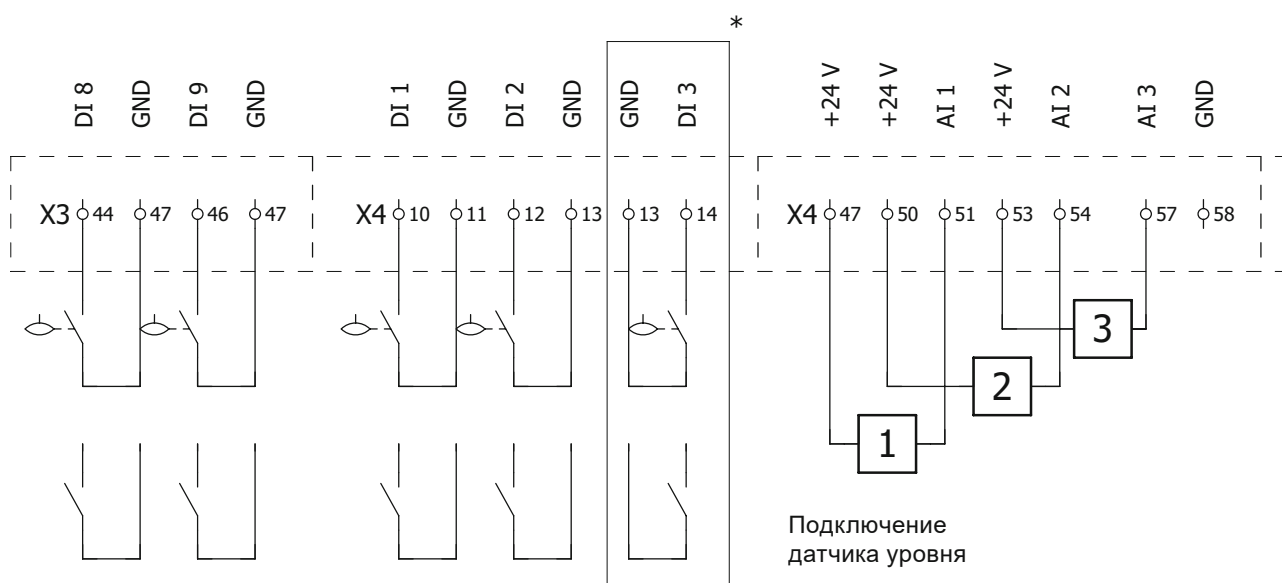 *
DI 8 GND DI 9 GND DI 1 GND DI 2 GND GND DI 3 +24 V +24 V AI 1 +24 V AI 2 AI 3 GND
X3 44 47 46 47 X4 10 11 12 13 13 14 X4 47 50 51 53 54 57 58
3
2
1
Подключение
датчика уровня